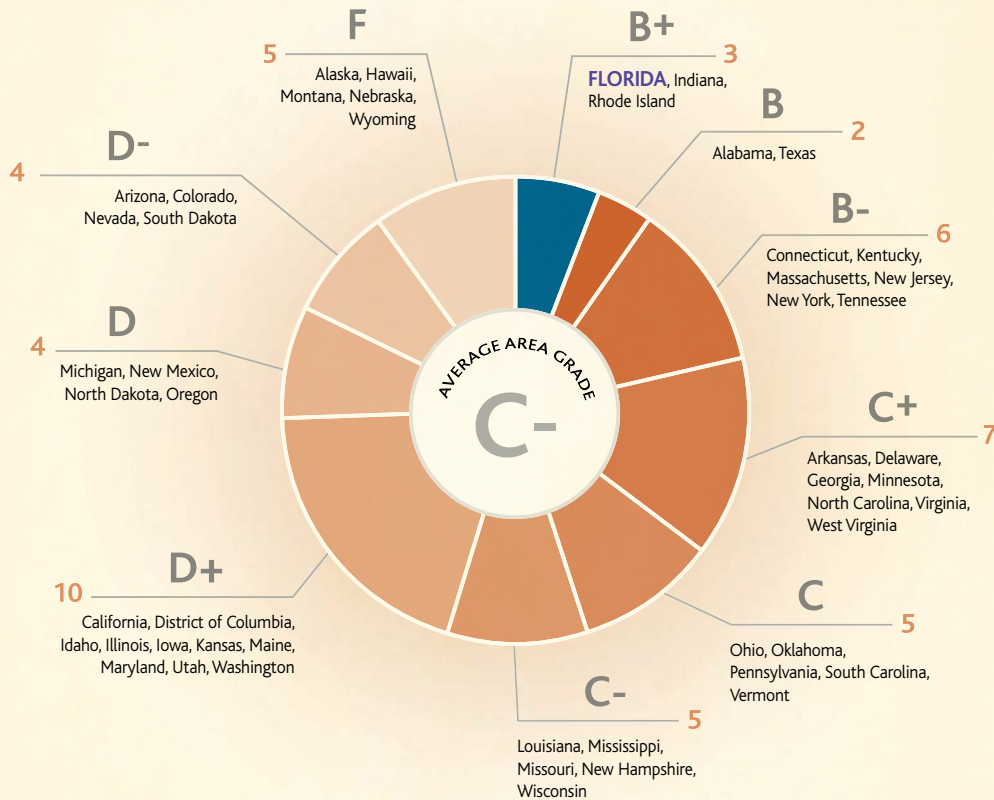 F
5
Alaska, Hawaii,
Montana, Nebraska,
Wyoming
B+
3
FLORIDA, Indiana,
Rhode Island
B
2
Alabama, Texas
B-
6
Connecticut, Kentucky,
Massachusetts, New Jersey,
New York, Tennessee
C+
7
Arkansas, Delaware,
Georgia, Minnesota,
North Carolina, Virginia,
West Virginia
C
5
Ohio, Oklahoma,
Pennsylvania, South Carolina,
Vermont
C-
5
Louisiana, Mississippi,
Missouri, New Hampshire,
Wisconsin
D+
10
California, District of Columbia,
Idaho, Illinois, Iowa, Kansas, Maine,
Maryland, Utah, Washington
D
4
Michigan, New Mexico,
North Dakota, Oregon
D-
4
Arizona, Colorado,
Nevada, South Dakota
AVERAGE AREA GRADE
C-